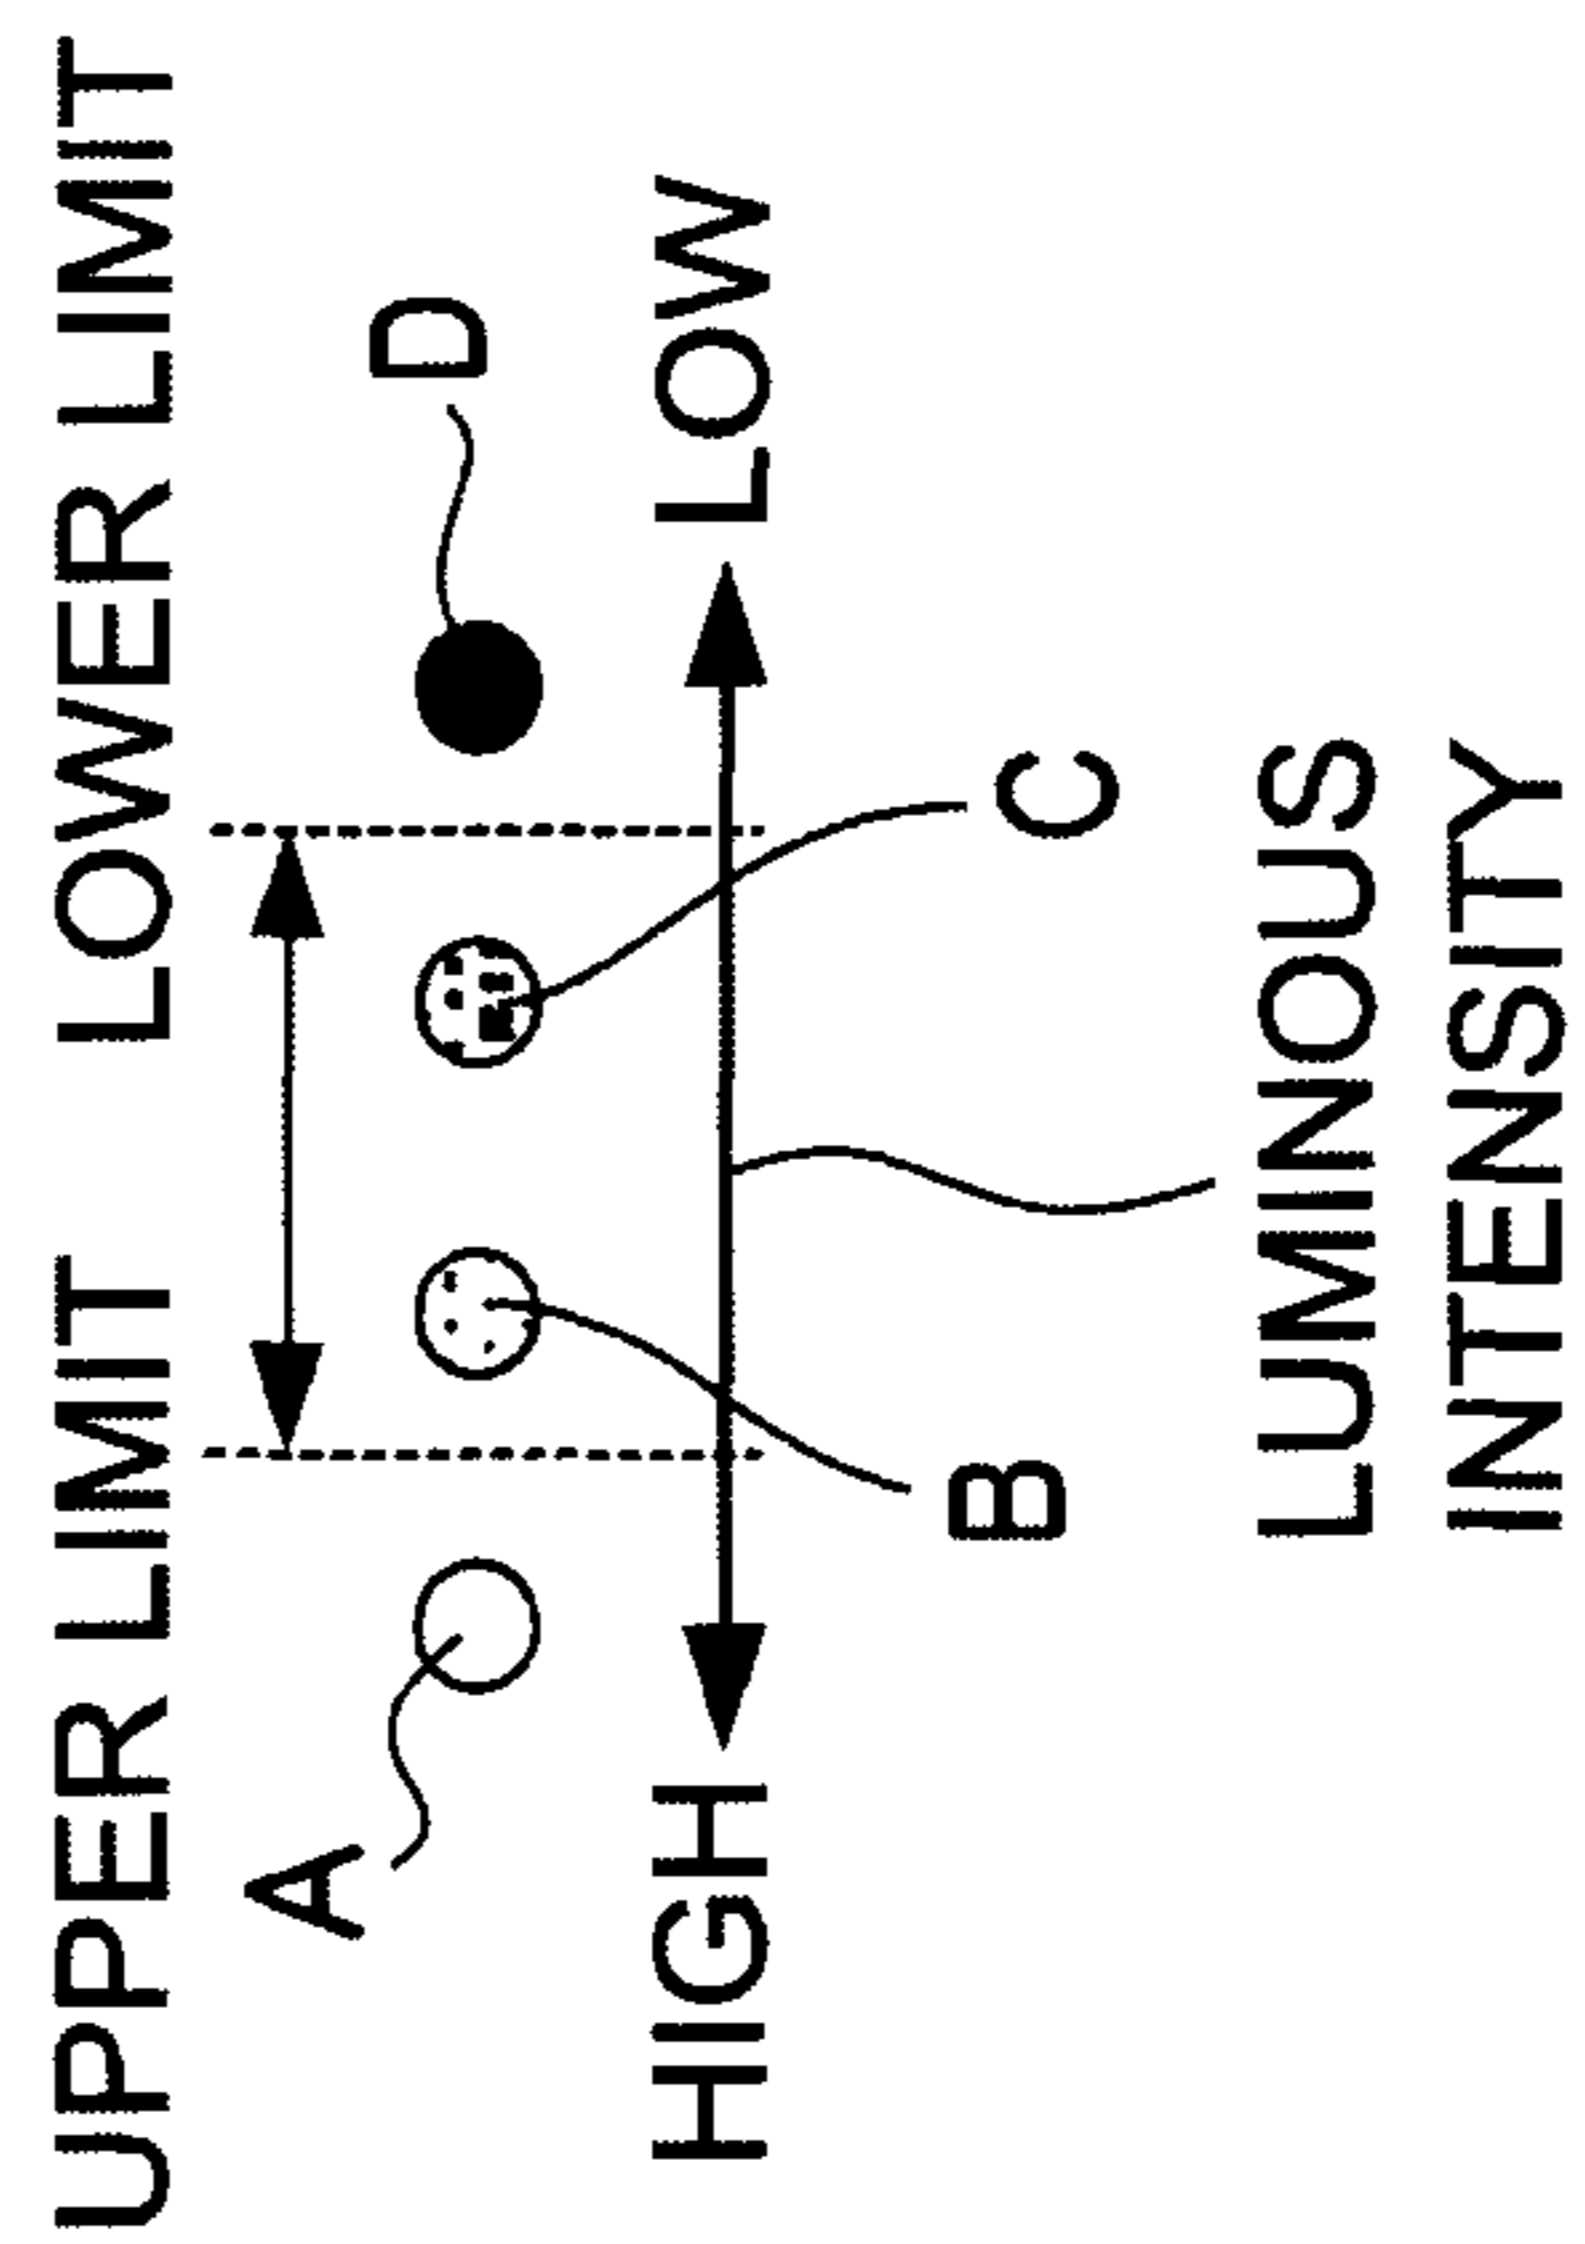 UPPER LIMIT LOWER LIMIT
A
D
HIGH
LOW
B
C
LUMINOUS
INTENSITY